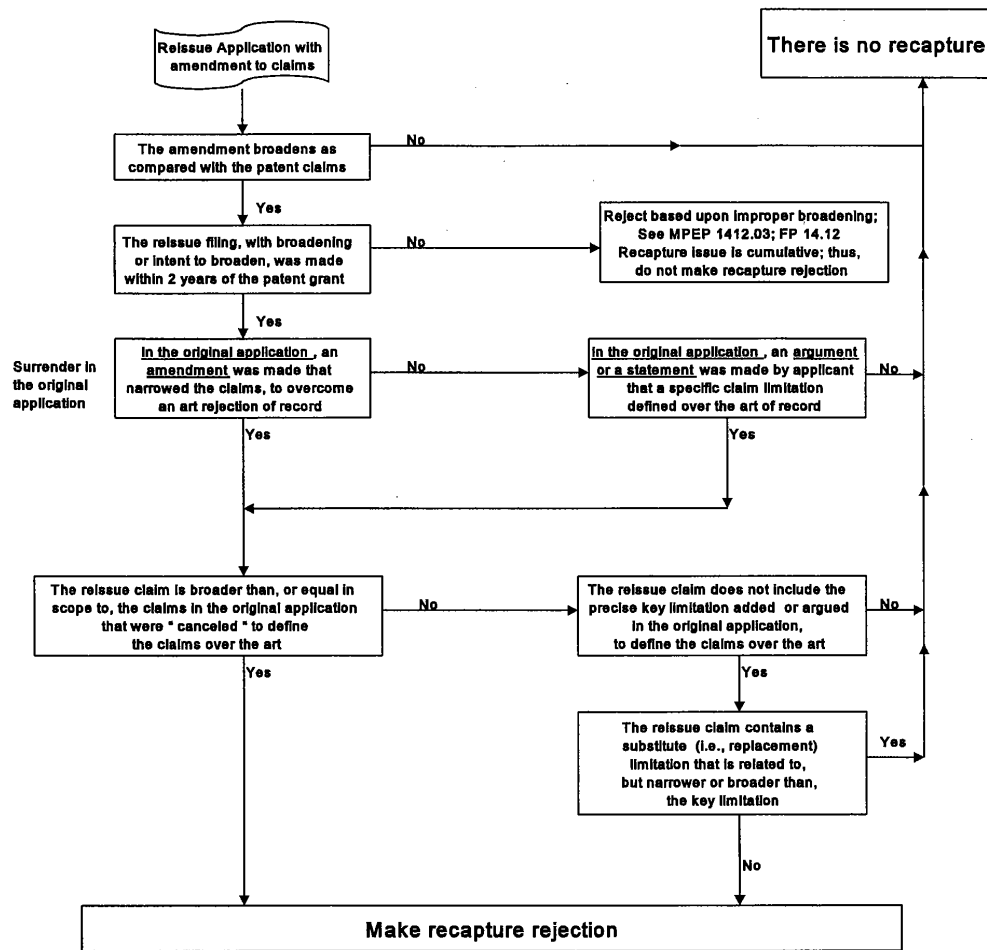 Reissue Application with
amendment to claims
There is no recapture
The amendment broadens as
compared with the patent claims
No
Yes
The reissue filing, with broadening
or intent to broaden, was made
within 2 years of the patent grant
No
Reject based upon improper broadening;
See MPEP 1412.03; FP 14.12
Recapture issue is cumulative; thus,
do not make recapture rejection
Yes
Surrender in
the original
application
In the original application , an
amendment was made that
narrowed the claims, to overcome
an art rejection of record
No
In the original application , an argument
or a statement was made by applicant
that a specific claim limitation
defined over the art of record
No
Yes
Yes
The reissue claim is broader than, or equal in
scope to, the claims in the original application
that were " canceled " to define
the claims over the art
No
The reissue claim does not include the
precise key limitation added or argued
in the original application,
to define the claims over the art
No
Yes
Yes
The reissue claim contains a
substitute (i.e., replacement)
limitation that is related to,
but narrower or broader than,
the key limitation
Yes
No
Make recapture rejection